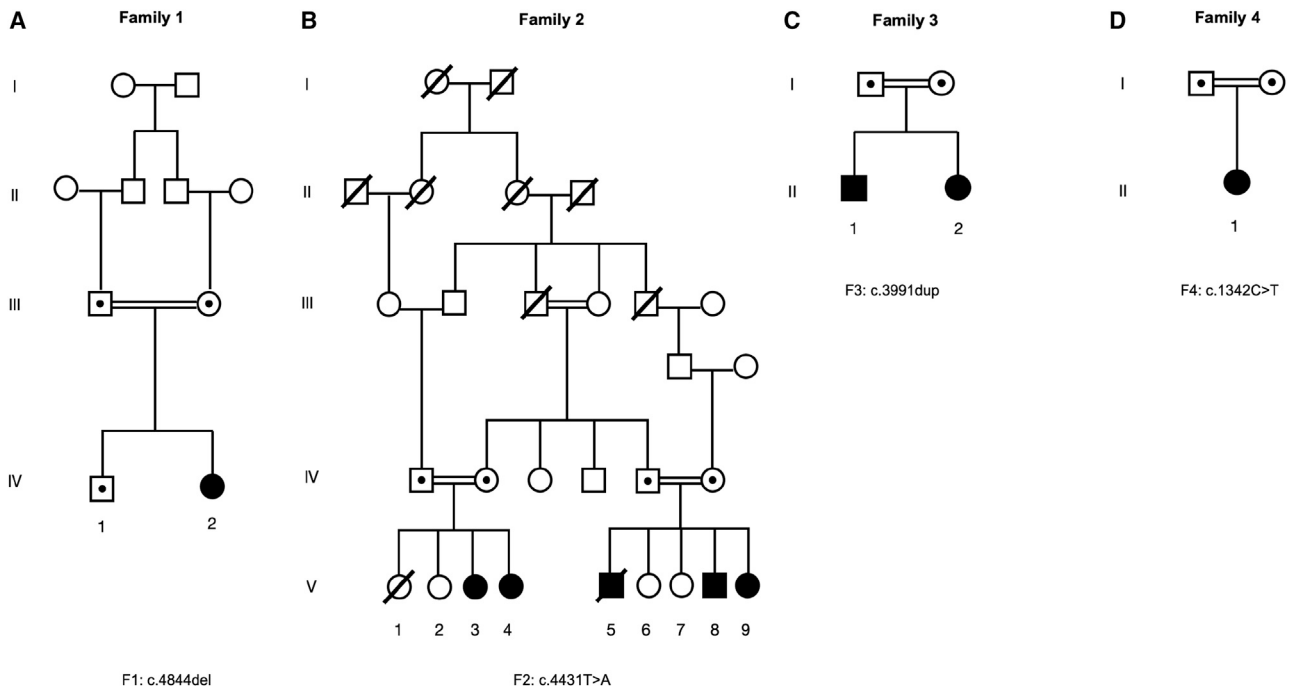 A Family 1
I
II
III
IV
1 2
F1: c.4844del
B Family 2
I
II
III
IV
V
1 2 3 4 5 6 7 8 9
F2: c.4431T>A
C Family 3
I
II
1 2
F3: c.3991dup
D Family 4
I
II
1
F4: c.1342C>T